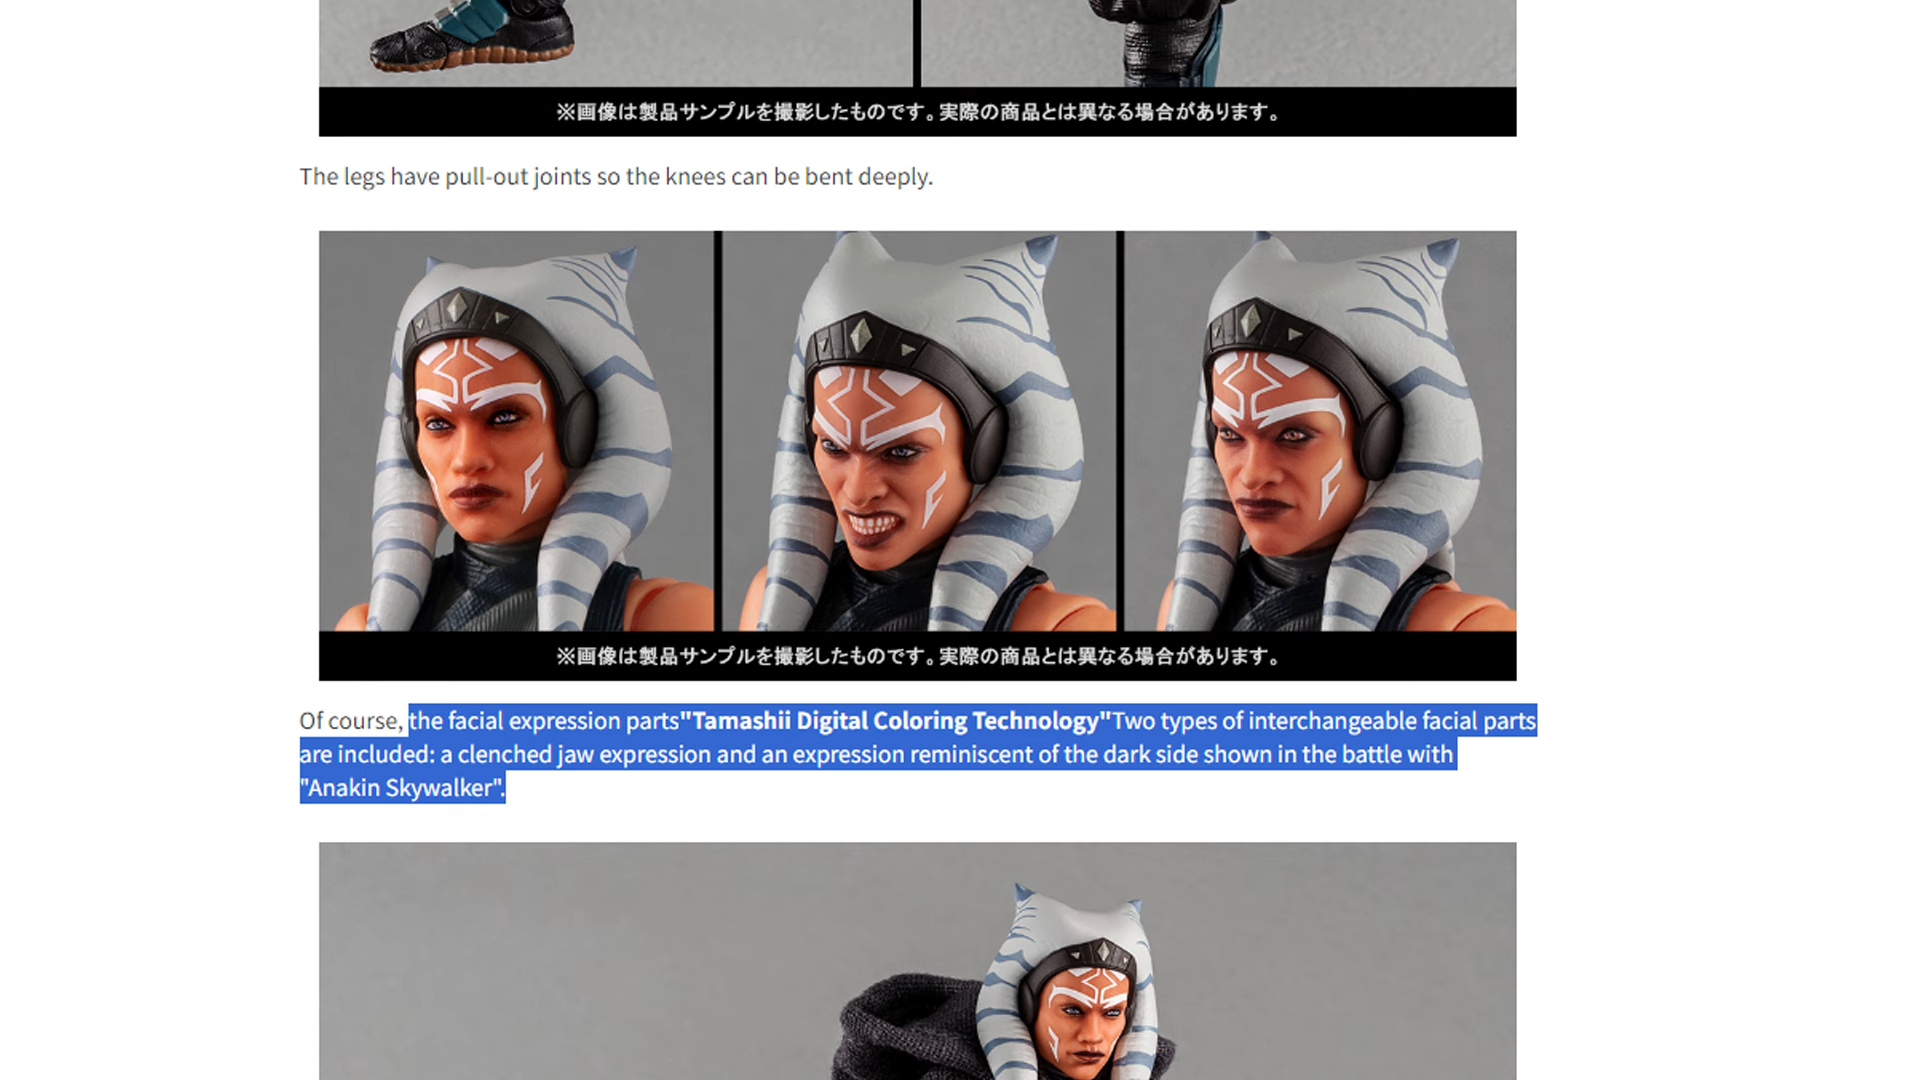 ※画像は製品サンプルを撮影したものです。実際の商品とは異なる場合があります。
The legs have pull-out joints so the knees can be bent deeply.
※画像は製品サンプルを撮影したものです。実際の商品とは異なる場合があります。
Of course, the facial expression parts"Tamashii Digital Coloring Technology"Two types of interchangeable facial parts
are included: a clenched jaw expression and an expression reminiscent of the dark side shown in the battle with
"Anakin Skywalker".